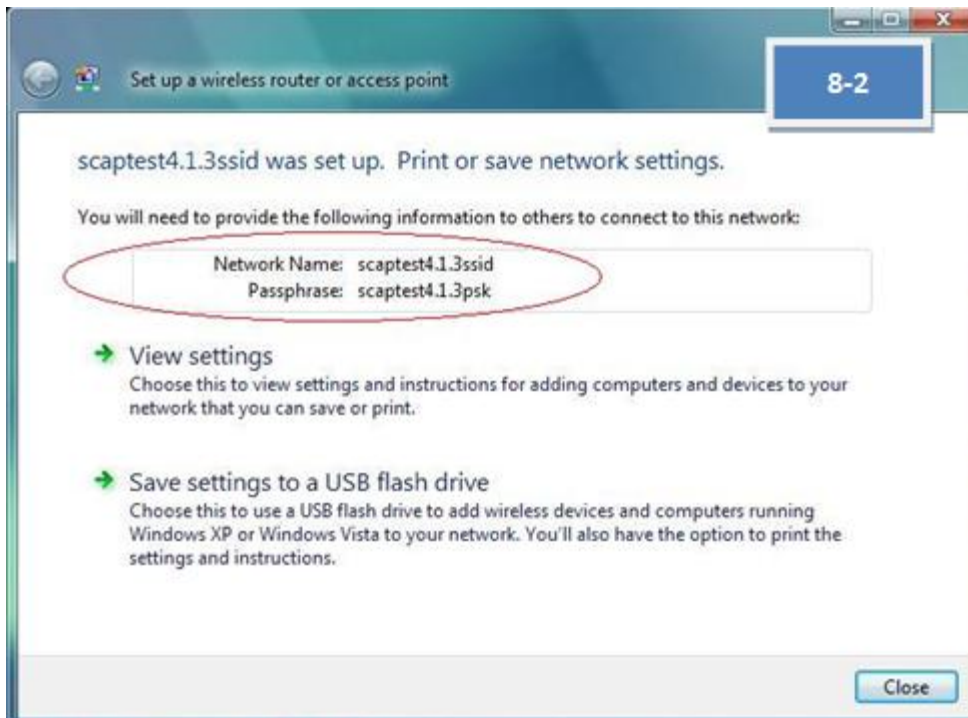 Set up a wireless router or access point
8-2
scaptest4.1.3ssid was set up. Print or save network settings.
You will need to provide the following information to others to connect to this network:
Network Name: scaptest4.1.3ssid
Passphrase: scaptest4.1.3psk
View settings
Choose this to view settings and instructions for adding computers and devices to your
network that you can save or print.
Save settings to a USB flash drive
Choose this to use a USB flash drive to add wireless devices and computers running
Windows XP or Windows Vista to your network. You'll also have the option to print the
settings and instructions.
Close